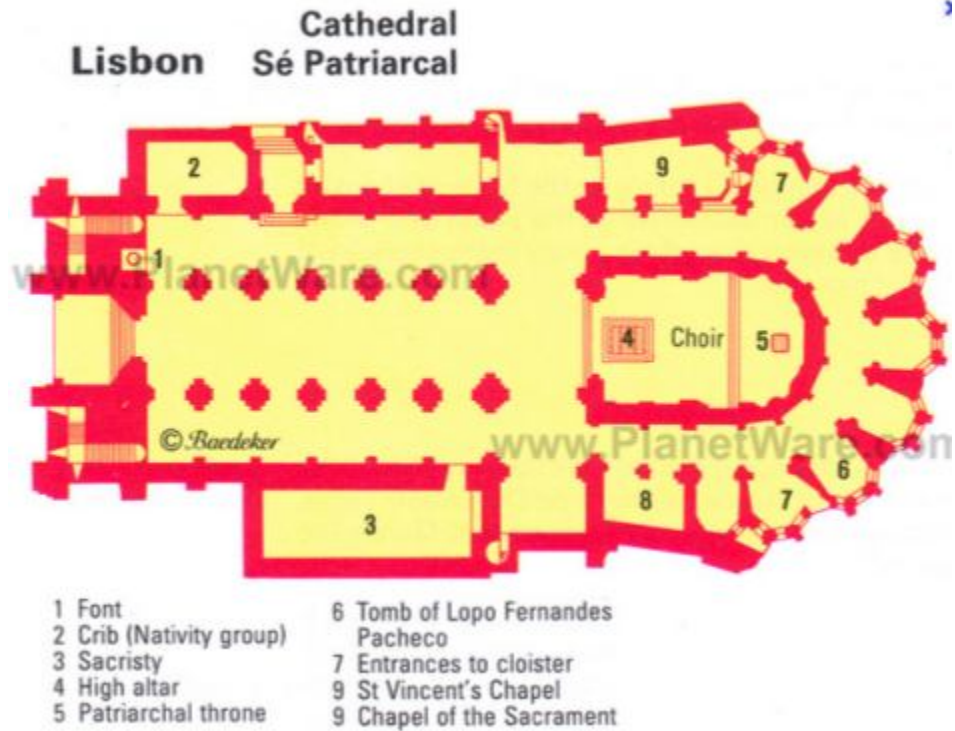 Lisbon
Cathedral
Sé Patriarcal
2
9
7
1
www.PlanetWare.com
4
Choir
5
© Baedeker
www.PlanetWare.com
6
8
7
3
1 Font
2 Crib (Nativity group)
3 Sacristy
4 High altar
5 Patriarchal throne
6 Tomb of Lopo Fernandes
Pacheco
7 Entrances to cloister
9 St Vincent's Chapel
9 Chapel of the Sacrament